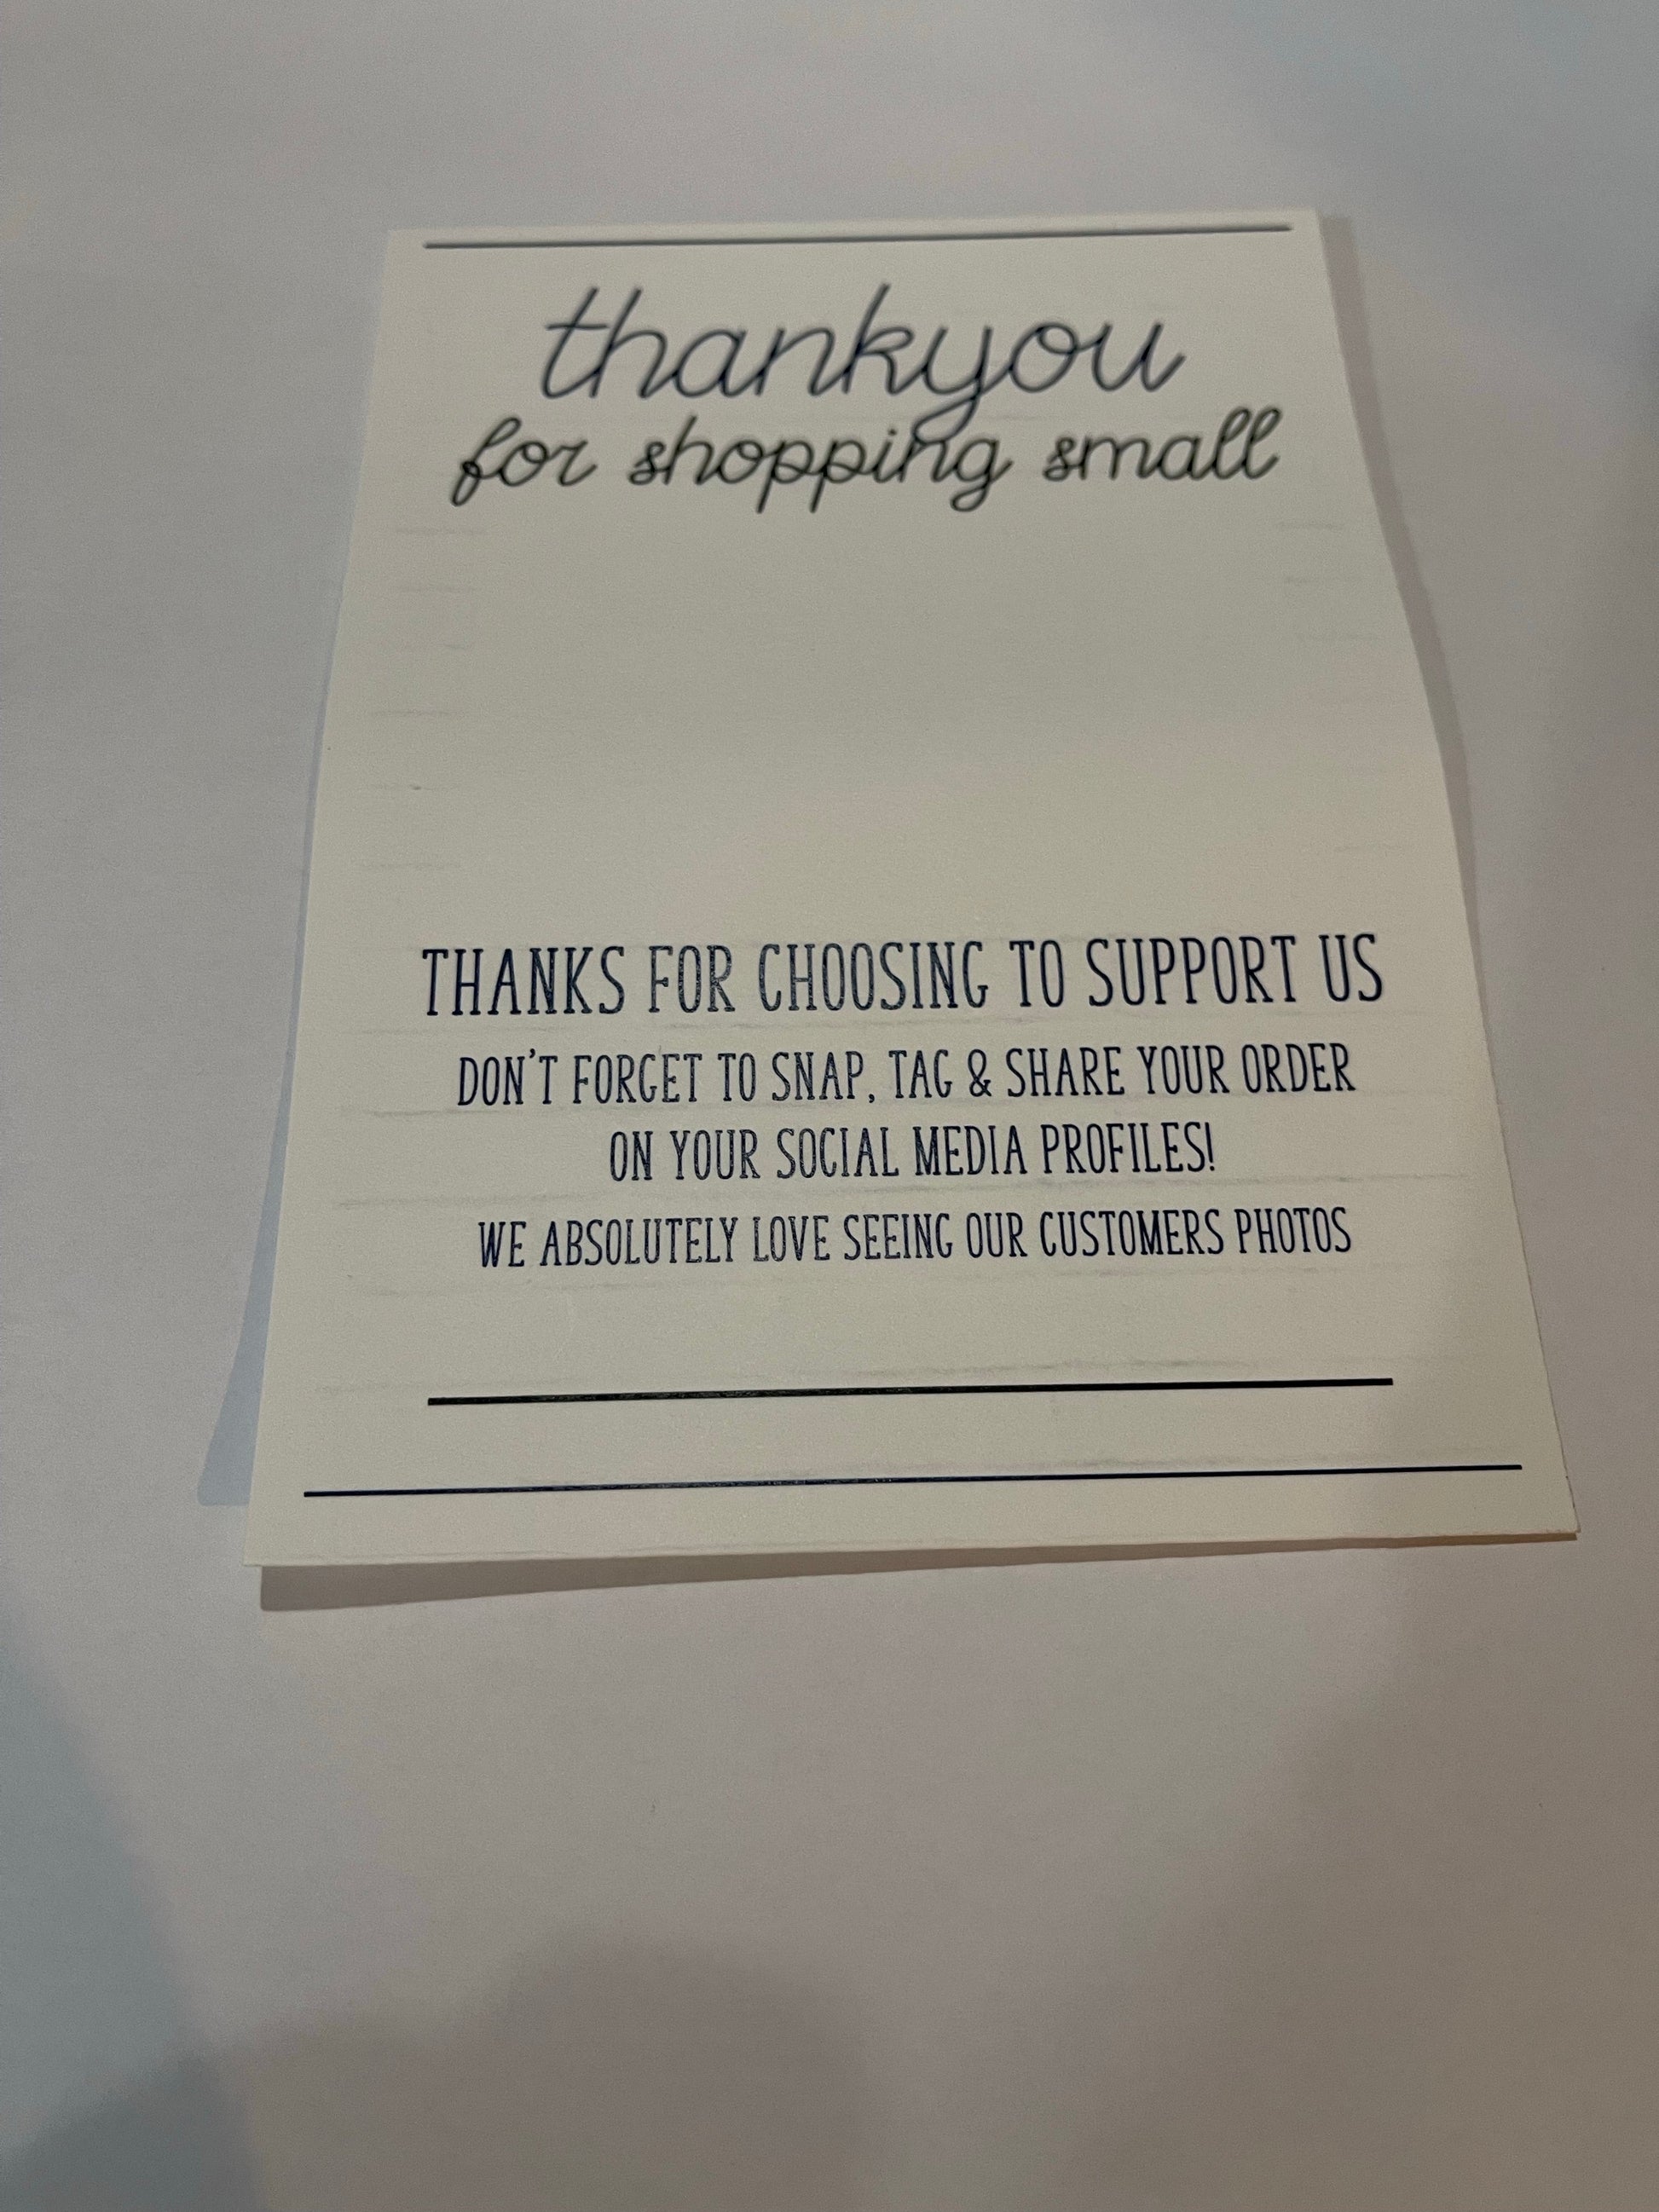 thankyou
for shopping small
THANKS FOR CHOOSING TO SUPPORT US
DON'T FORGET TO SNAP, TAG & SHARE YOUR ORDER
ON YOUR SOCIAL MEDIA PROFILES!
WE ABSOLUTELY LOVE SEEING OUR CUSTOMERS PHOTOS